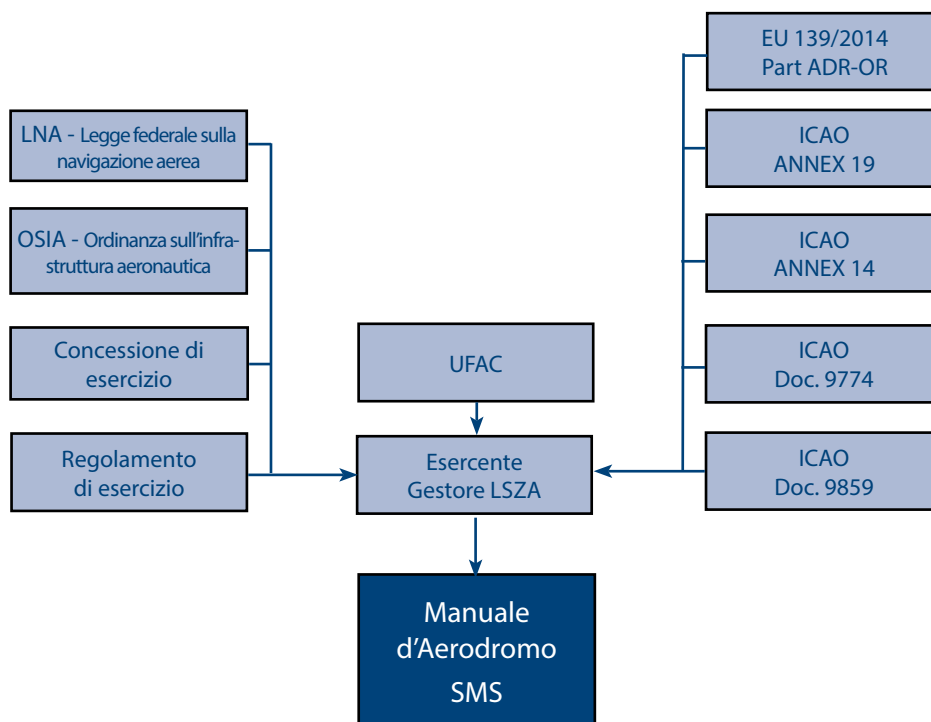 LNA - Legge federale sulla
navigazione aerea
OSIA - Ordinanza sull'infra-
struttura aeronautica
Concessione di
esercizio
Regolamento
di esercizio
UFAC
Esercente
Gestore LSZA
Manuale
d'Aerodromo
SMS
EU 139/2014
Part ADR-OR
ICAO
ANNEX 19
ICAO
ANNEX 14
ICAO
Doc. 9774
ICAO
Doc. 9859